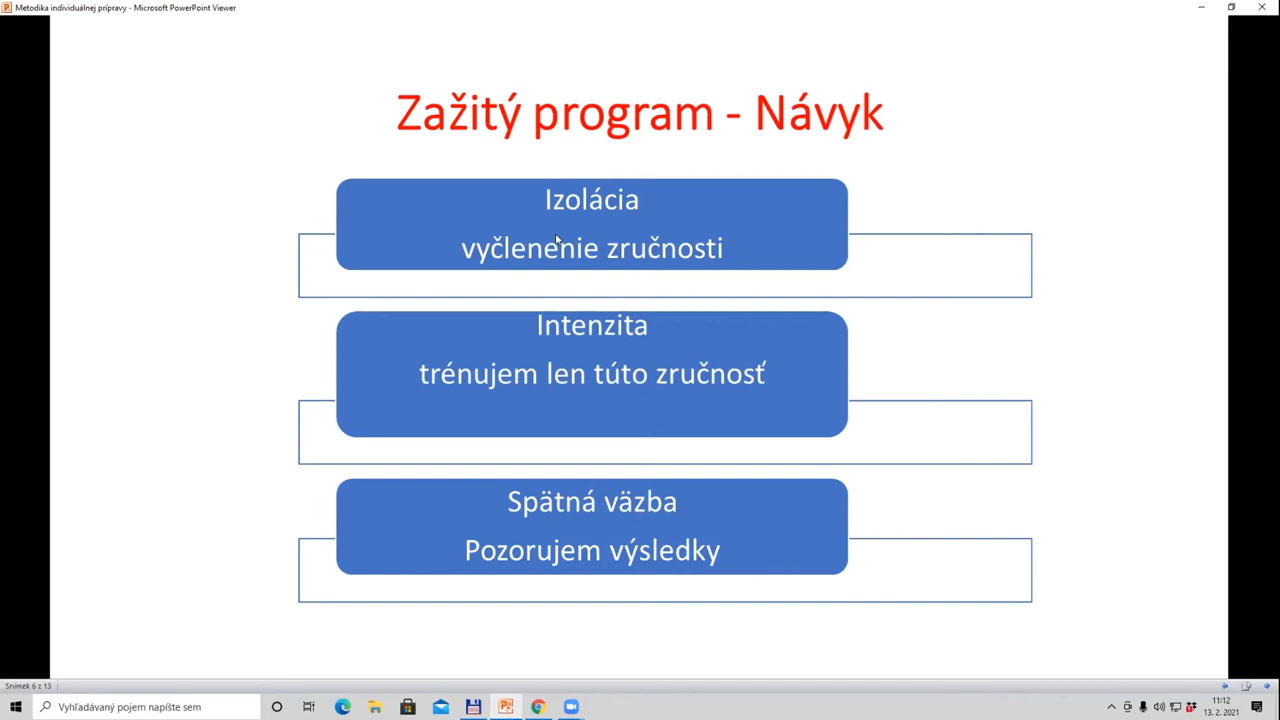 Metodika individuálnej prípravy - Microsoft PowerPoint Viewer
Zažitý program - Návyk
Izolácia
vyčlenenie zručnosti
Intenzita
trénujem len túto zručnosť
Spätná väzba
Pozorujem výsledky
Snímek 6 z 13
Vyhľadávaný pojem napíšte sem
11:12
13. 2. 2021